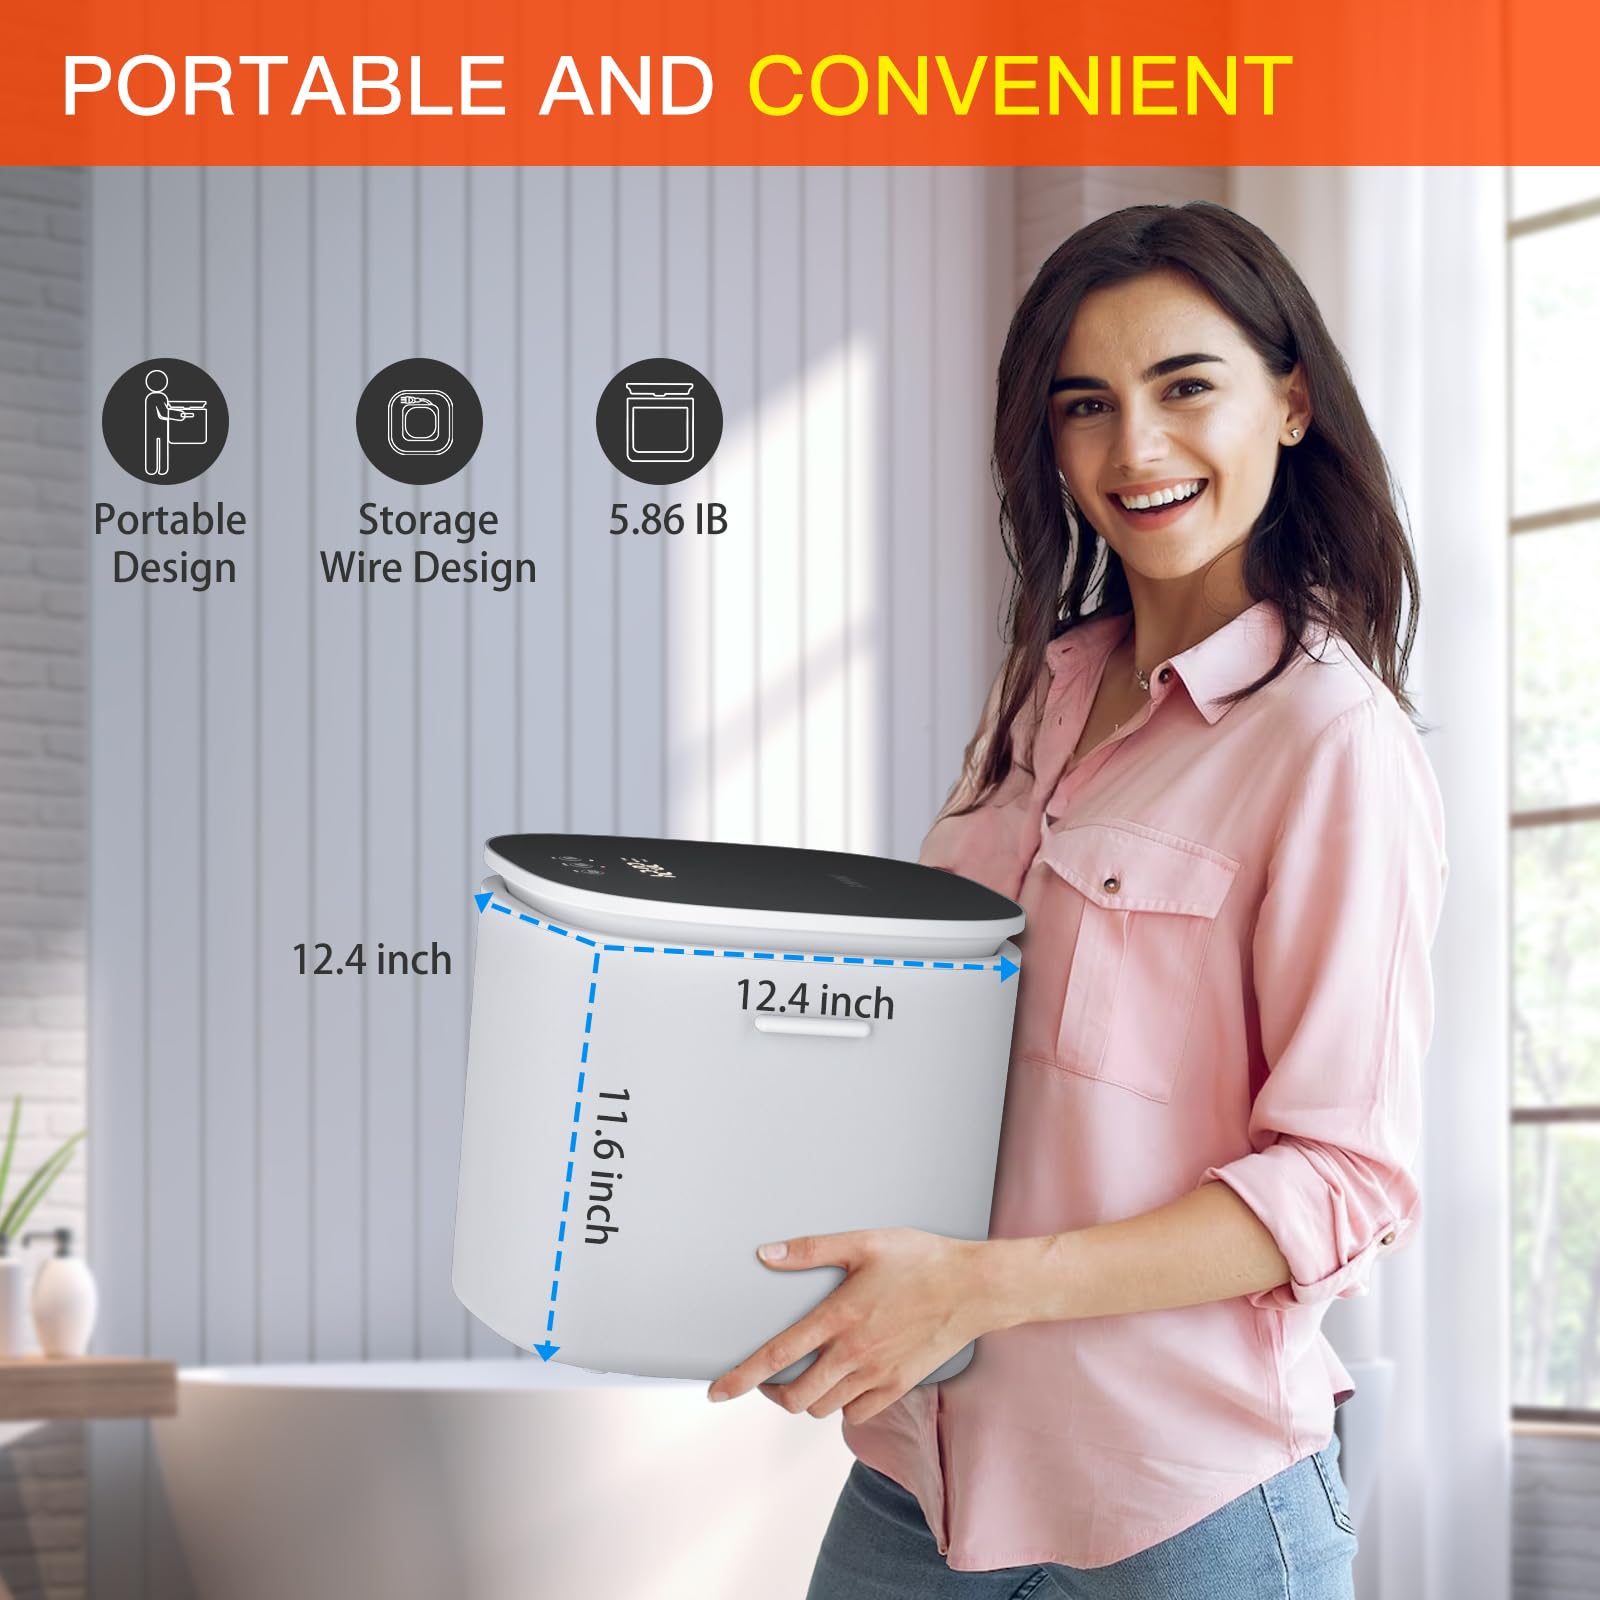 PORTABLE AND CONVENIENT
Portable
Design
Storage
Wire Design
5.86 IB
12.4 inch
12.4 inch
11.6 inch